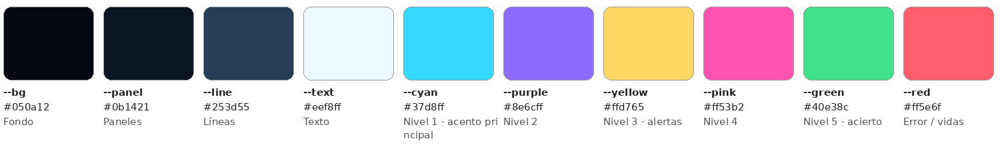 --bg
#050a12
Fondo
--panel
#0b1421
Paneles
--line
#253d55
Líneas
--text
#eef8ff
Texto
--cyan
#37d8ff
Nivel 1 · acento pri
ncipal
--purple
#8e6cff
Nivel 2
--yellow
#ffd765
Nivel 3 · alertas
--pink
#ff53b2
Nivel 4
--green
#40e38c
Nivel 5 · acierto
--red
#ff5e6f
Error / vidas